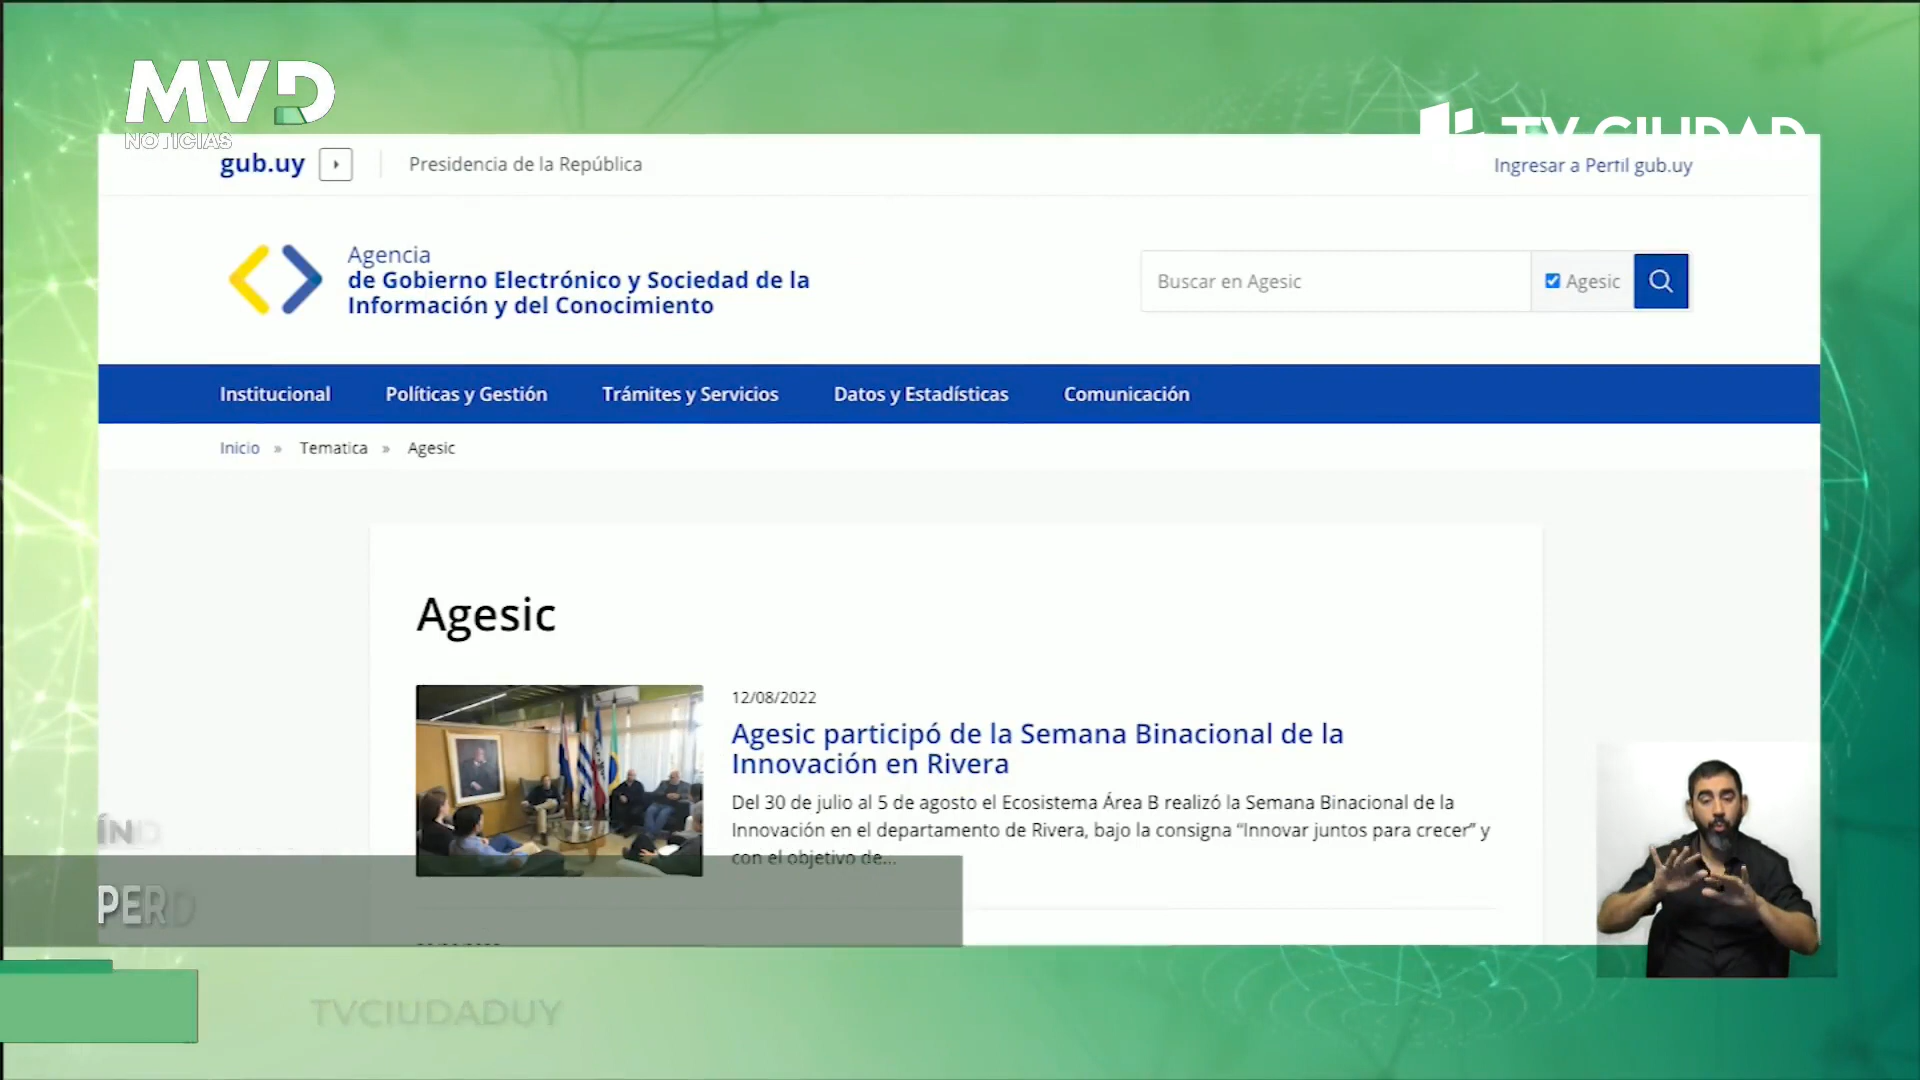 MVD
NOTICIAS
TV CIUDAD
gub.uy
Presidencia de la República
Ingresar a Perfil gub.uy
Agencia
de Gobierno Electrónico y Sociedad de la
Información y del Conocimiento
Buscar en Agesic
Agesic
Institucional
Políticas y Gestión
Trámites y Servicios
Datos y Estadísticas
Comunicación
Inicio » Tematica » Agesic
Agesic
12/08/2022
Agesic participó de la Semana Binacional de la
Innovación en Rivera
Del 30 de julio al 5 de agosto el Ecosistema Área B realizó la Semana Binacional de la
Innovación en el departamento de Rivera, bajo la consigna “Innovar juntos para crecer” y
con el objetivo de...
ÍND
PERD
TVCIUDADUY